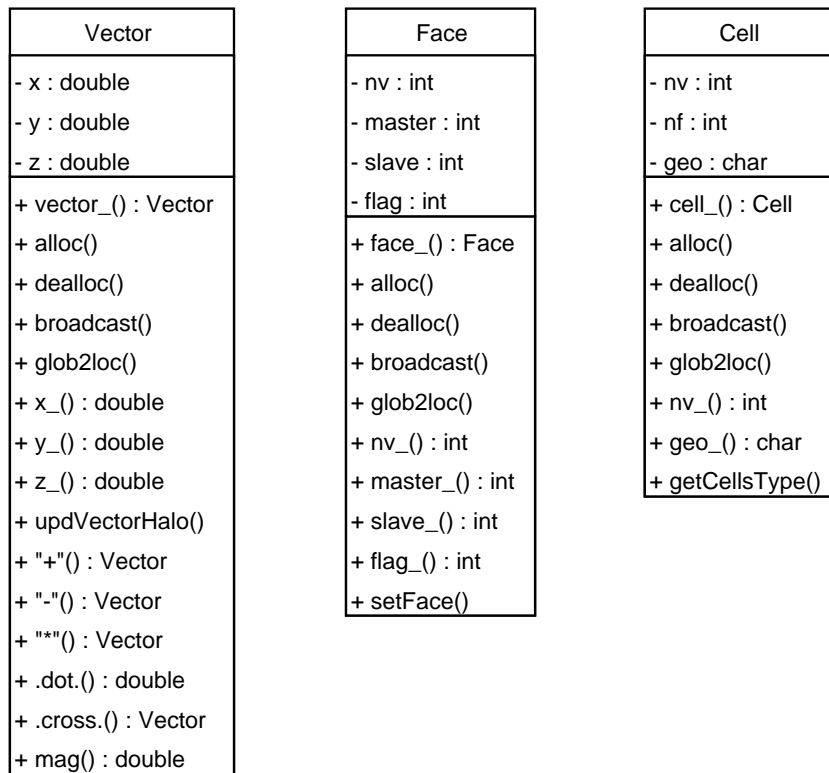 Vector
- x : double
- y : double
- z : double
+ vector_() : Vector
+ alloc()
+ dealloc()
+ broadcast()
+ glob2loc()
+ x_() : double
+ y_() : double
+ z_() : double
+ updVectorHalo()
+ "+"() : Vector
+ "-"() : Vector
+ "*"() : Vector
+ .dot.() : double
+ .cross.() : Vector
+ mag() : double
Face
- nv : int
- master : int
- slave : int
- flag : int
+ face_() : Face
+ alloc()
+ dealloc()
+ broadcast()
+ glob2loc()
+ nv_() : int
+ master_() : int
+ slave_() : int
+ flag_() : int
+ setFace()
Cell
- nv : int
- nf : int
- geo : char
+ cell_() : Cell
+ alloc()
+ dealloc()
+ broadcast()
+ glob2loc()
+ nv_() : int
+ geo_() : char
+ getCellsType()